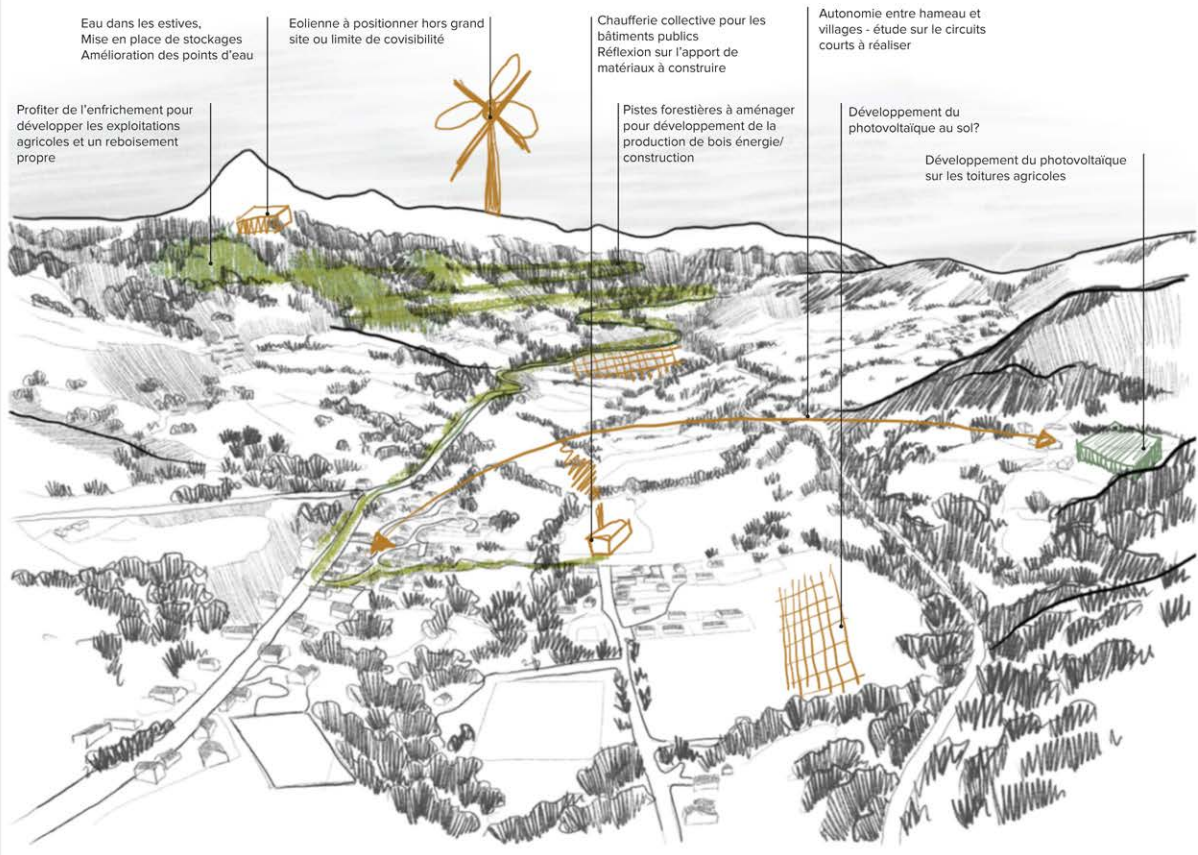 Eau dans les estives,
Mise en place de stockages
Amélioration des points d'eau
Eolienne à positionner hors grand
site ou limite de covisibilité
Chaufferie collective pour les
bâtiments publics
Réflexion sur l'apport de
matériaux à construire
Autonomie entre hameau et
villages - étude sur le circuits
courts à réaliser
Profiter de l'enfrichement pour
développer les exploitations
agricoles et un reboisement
propre
Pistes forestières à aménager
pour développement de la
production de bois énergie/
construction
Développement du
photovoltaïque au sol?
Développement du photovoltaïque
sur les toitures agricoles